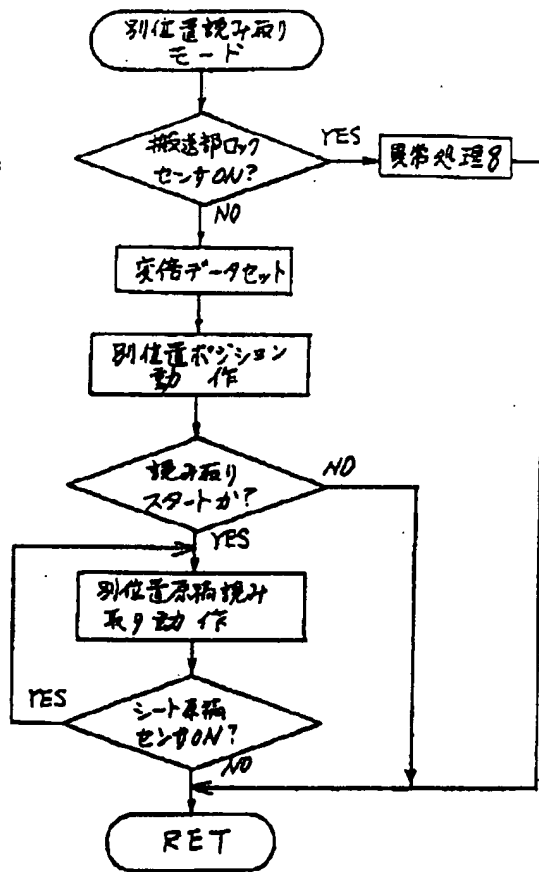 別位置読み取り
モード
搬送部ロック
センサON?
YES
異常処理8
NO
変倍データセット
別位置ポジション
動作
読み取り
スタートか?
NO
YES
別位置原稿読み
取り動作
シート原稿
センサON?
YES
NO
RET